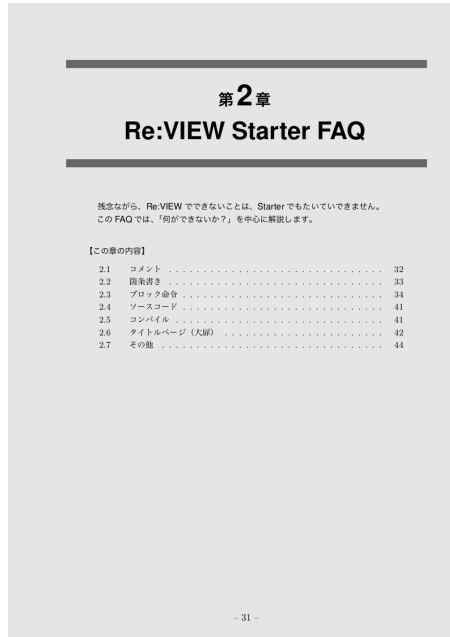 第2章
Re:VIEW Starter FAQ
残念ながら、Re:VIEW でできないことは、Starter でもたいていできません。
この FAQ では、「何ができないか？」を中心に解説します。
【この章の内容】
2.1 コメント . . . . . . . . . . . . . . . . . . . . . . . . . . . . . . . 32
2.2 箇条書き . . . . . . . . . . . . . . . . . . . . . . . . . . . . . . . 33
2.3 ブロック命令 . . . . . . . . . . . . . . . . . . . . . . . . . . . . . 34
2.4 ソースコード . . . . . . . . . . . . . . . . . . . . . . . . . . . . . 41
2.5 コンパイル . . . . . . . . . . . . . . . . . . . . . . . . . . . . . . 41
2.6 タイトルページ（大扉） . . . . . . . . . . . . . . . . . . . . . . . 42
2.7 その他 . . . . . . . . . . . . . . . . . . . . . . . . . . . . . . . . 44
– 31 –